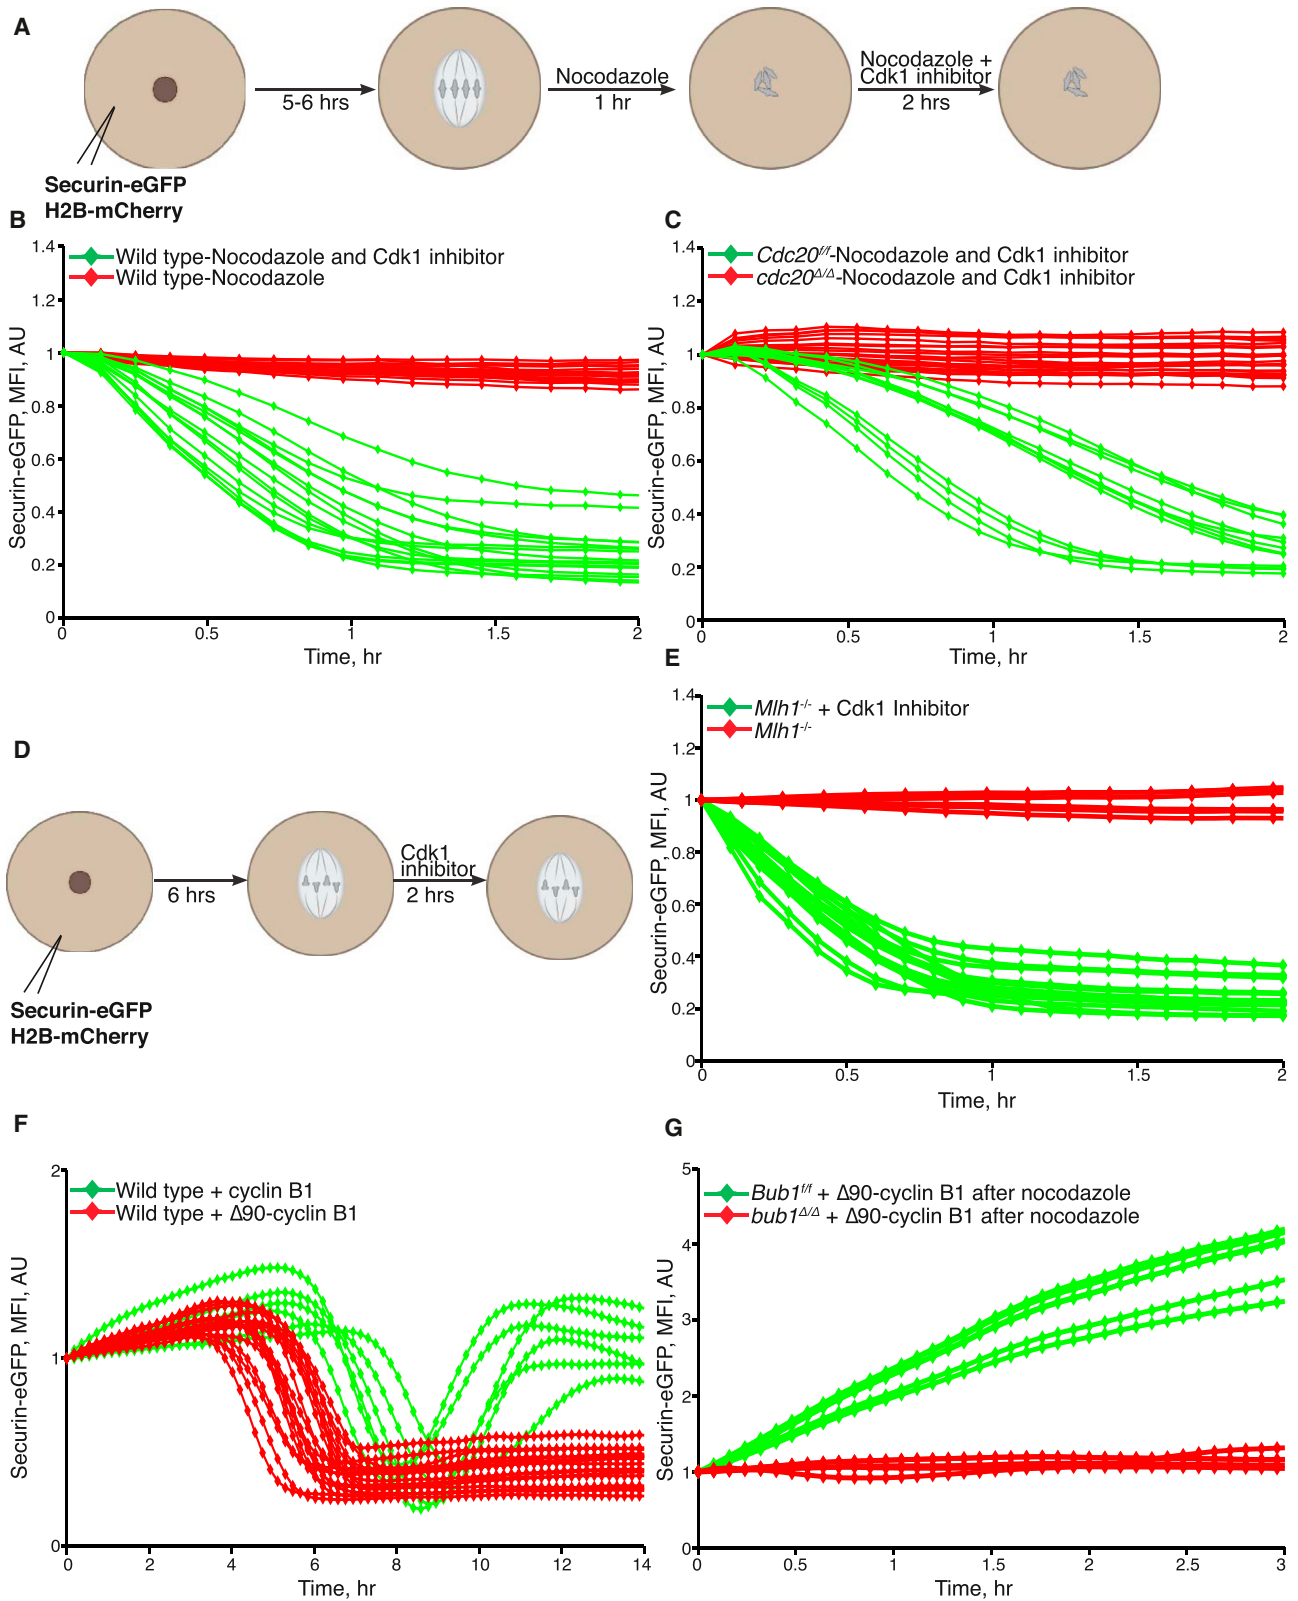 A
5-6 hrs
Nocodazole
1 hr
Nocodazole +
Cdk1 inhibitor
2 hrs
Securin-eGFP
H2B-mCherry
B
Wild type-Nocodazole and Cdk1 inhibitor
Wild type-Nocodazole
Securin-eGFP, MFI, AU
1.4
1.2
1
0.8
0.6
0.4
0.2
0
0 0.5 1 1.5 2
Time, hr
C
Cdc20f/f-Nocodazole and Cdk1 inhibitor
cdc20Δ/Δ-Nocodazole and Cdk1 inhibitor
Securin-eGFP, MFI, AU
1.4
1.2
1
0.8
0.6
0.4
0.2
0
0 0.5 1 1.5 2
Time, hr
D
6 hrs
Cdk1
inhibitor
2 hrs
Securin-eGFP
H2B-mCherry
E
Mlh1-/- + Cdk1 Inhibitor
Mlh1-/-
Securin-eGFP, MFI, AU
1.4
1.2
1
0.8
0.6
0.4
0.2
0
0 0.5 1 1.5 2
Time, hr
F
Wild type + cyclin B1
Wild type + Δ90-cyclin B1
Securin-eGFP, MFI, AU
2
1
0
0 2 4 6 8 10 12 14
Time, hr
G
Bub1f/f + Δ90-cyclin B1 after nocodazole
bub1Δ/Δ + Δ90-cyclin B1 after nocodazole
Securin-eGFP, MFI, AU
5
4
3
2
1
0
0 0.5 1 1.5 2 2.5 3
Time, hr